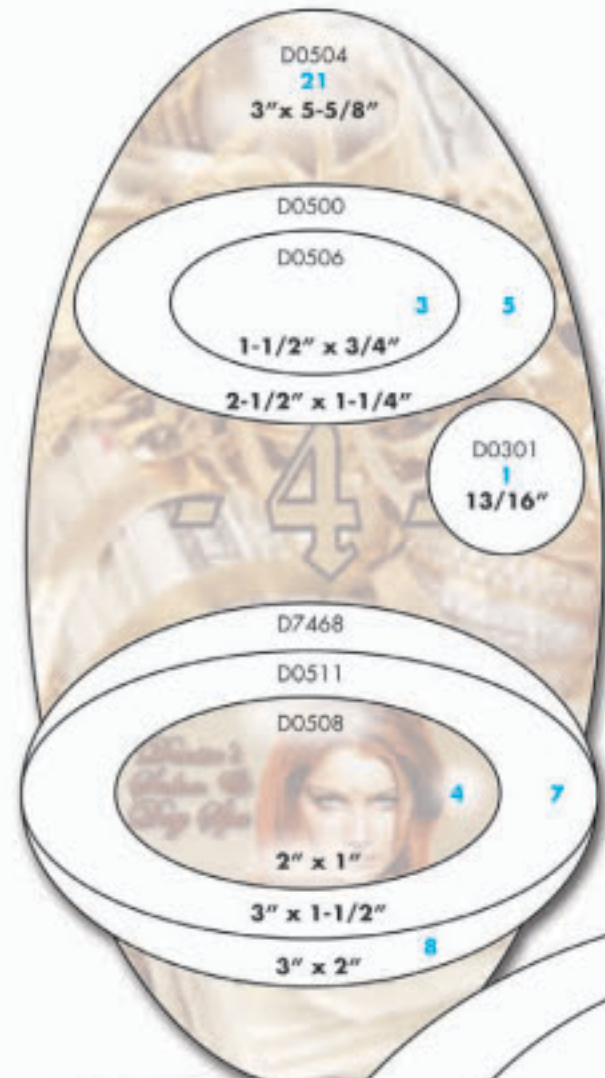 D0504
21
3" x 5-5/8"
D0500
D0506
3
5
1-1/2" x 3/4"
2-1/2" x 1-1/4"
D0301
1
13/16"
-4-
D7468
D0511
D0508
4
7
2" x 1"
3" x 1-1/2"
8
3" x 2"